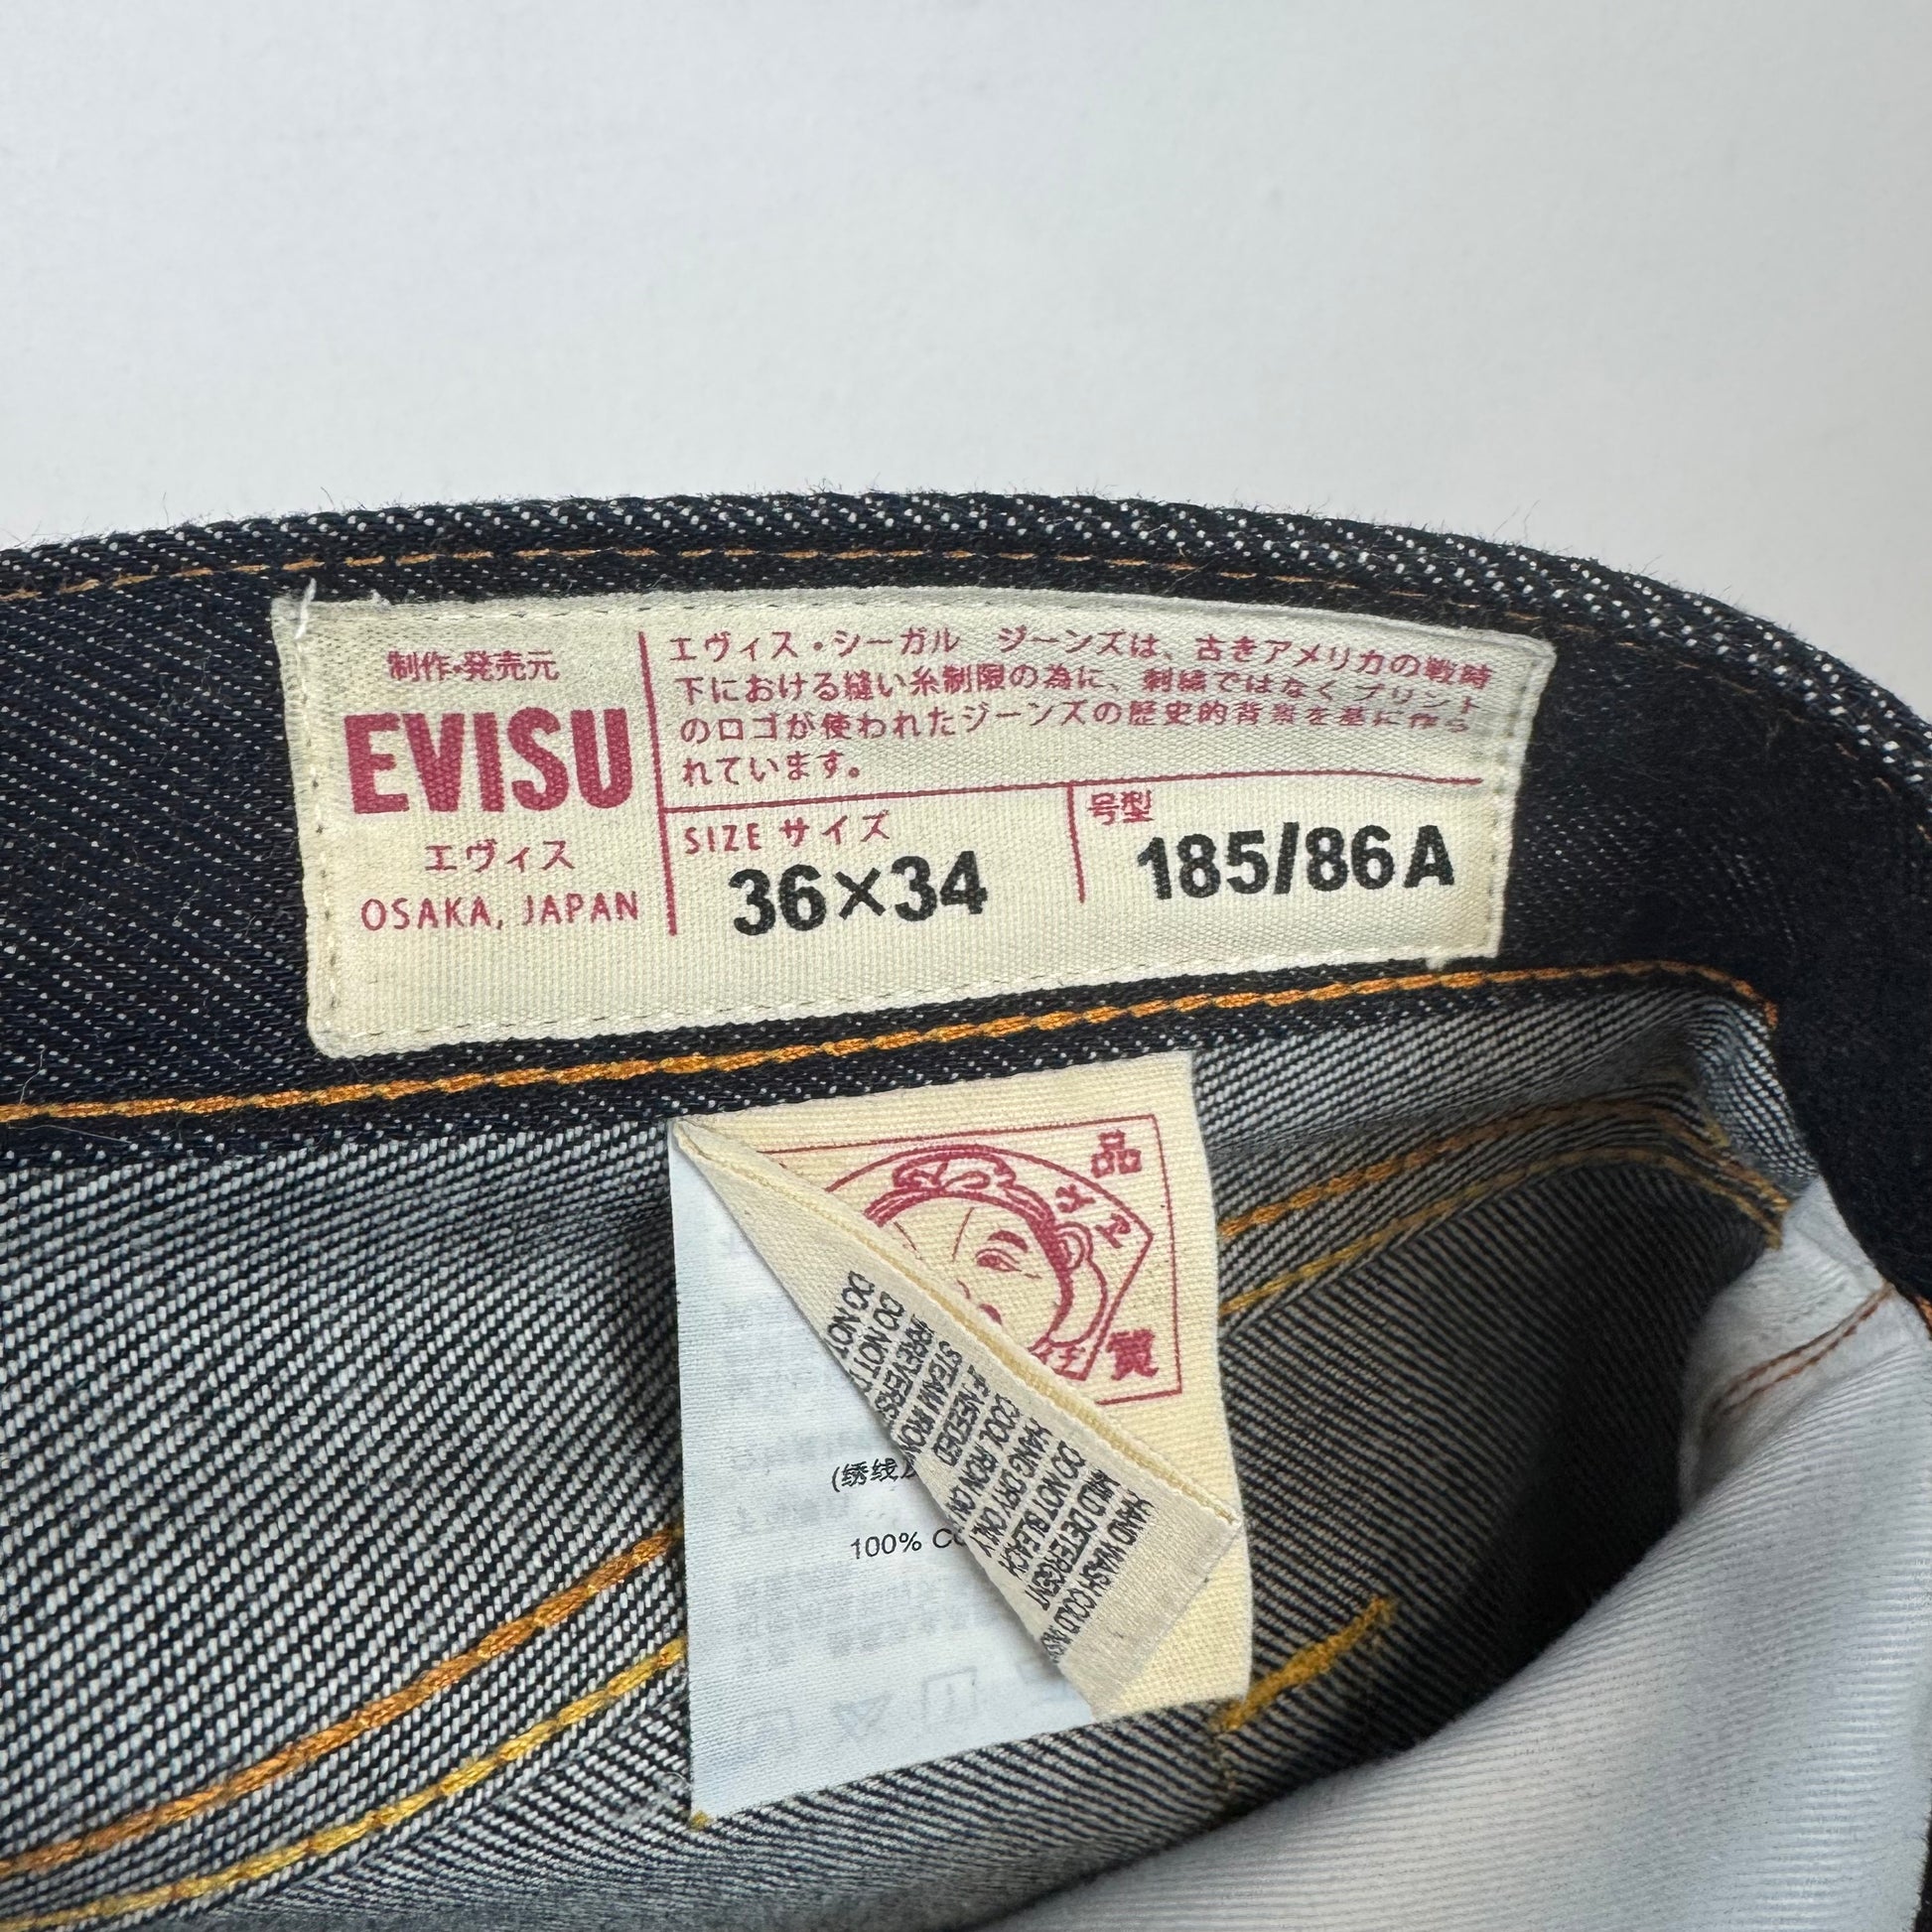 制作・発売元
EVISU
エヴィス
OSAKA, JAPAN
エヴィス・シーガル　ジーンズは、古きアメリカの戦時
下における縫い糸制限の為に、刺繍ではなくプリント
のロゴが使われたジーンズの歴史的背景を基に作ら
れています。
SIZE サイズ
36×34
号型
185/86A
品
質
HAND WASH COLD
MILD DETERGENT
DO NOT BLEACH
HANG DRY ONLY
COOL IRON ON
REVERSE
IF NEEDED
STEAM IRON
DO NOT
DO NOT
(绣线
100%